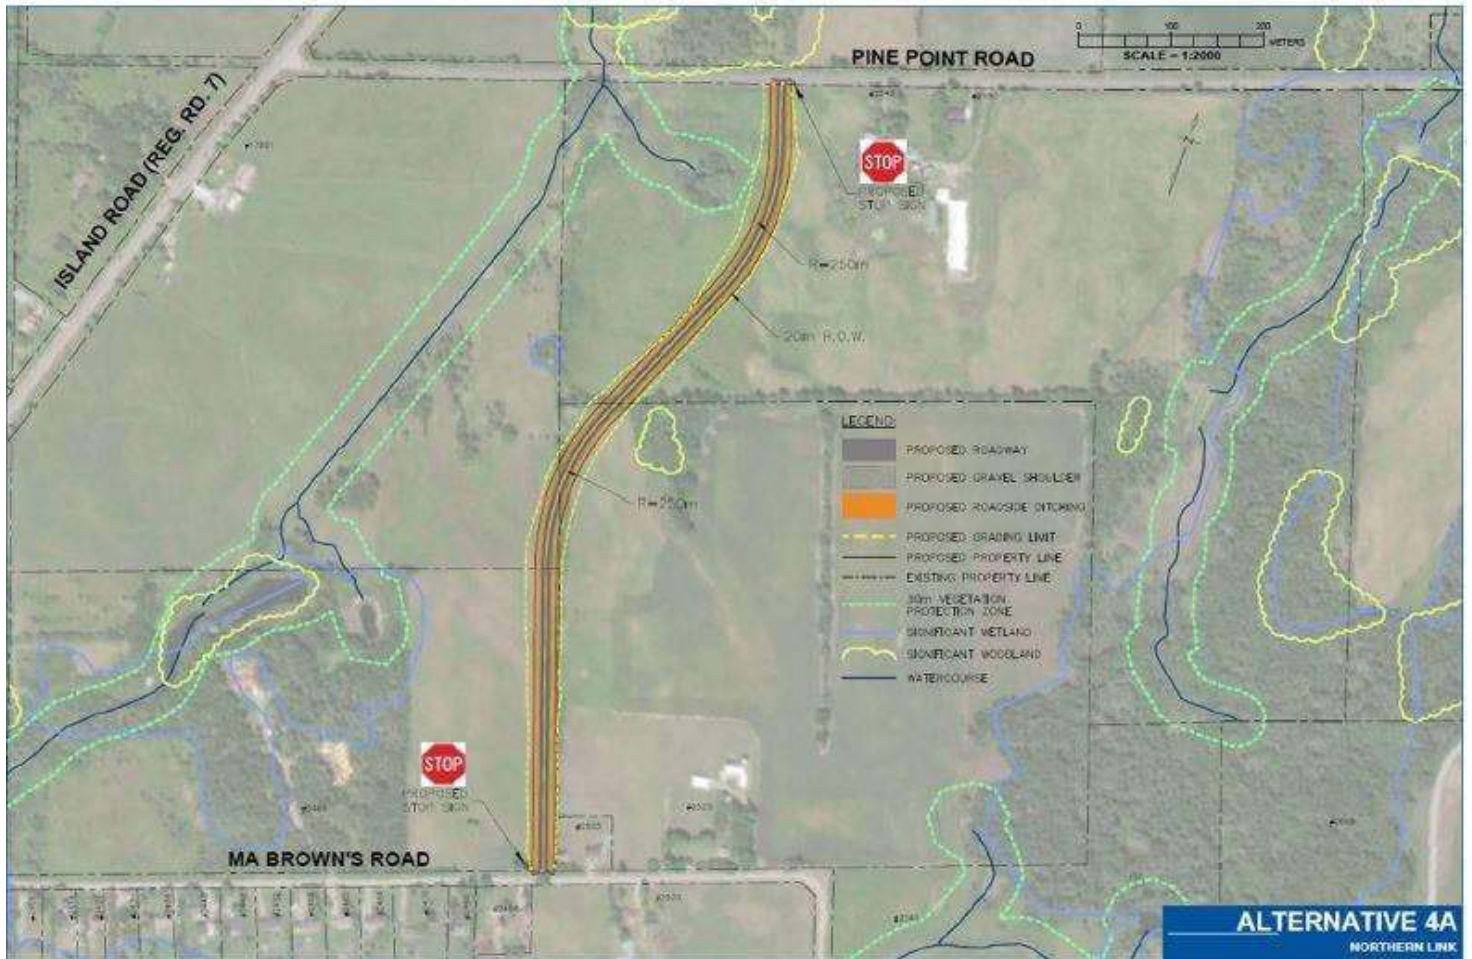 0 100 200
METERS
SCALE = 1:2000
PINE POINT ROAD
ISLAND ROAD (REG. RD. 7)
STOP
PROPOSED
STOP SIGN
R=250m
20m R.O.W.
R=250m
LEGEND:
PROPOSED ROADWAY
PROPOSED GRAVEL SHOULDER
PROPOSED ROADSIDE DITCHING
PROPOSED GRADING LIMIT
PROPOSED PROPERTY LINE
EXISTING PROPERTY LINE
30m VEGETATION
PROTECTION ZONE
SIGNIFICANT WETLAND
SIGNIFICANT WOODLAND
WATERCOURSE
STOP
PROPOSED
STOP SIGN
MA BROWN'S ROAD
ALTERNATIVE 4A
NORTHERN LINK